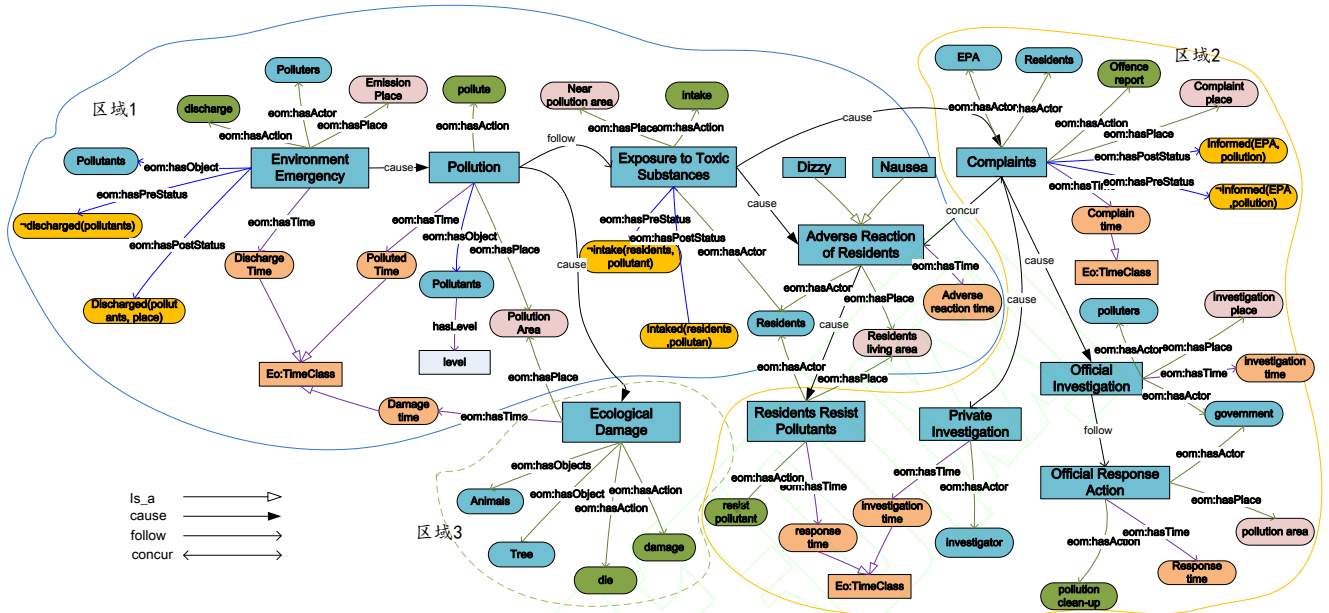 区域1
Polluters
discharge
Emission
Place
pollute
eom:hasActor
eom:hasAction
eom:hasPlace
Pollutants
eom:hasObject
eom:hasPreStatus
¬discharged(pollutants)
eom:hasPostStatus
Discharged(pollut
ants, place)
Environment
Emergency
cause
eom:hasTime
Discharge
Time
eom:hasAction
Pollution
follow
eom:hasTime
Polluted
Time
eom:hasObject
Pollutants
hasLevel
level
eom:hasPlace
Pollution
Area
cause
Eo:TimeClass
Near
pollution area
intake
eom:hasPlace
eom:hasAction
Exposure to Toxic
Substances
cause
cause
eom:hasPreStatus
¬intake(residents,
pollutant)
eom:hasPostStatus
Intaked(residents
,pollutan)
eom:hasActor
Residents
Dizzy
Nausea
Adverse Reaction
of Residents
concur
eom:hasTime
Adverse
reaction time
eom:hasActor
eom:hasPlace
Residents
living area
cause
区域2
EPA
Residents
Offence
report
Complaint
place
eom:hasActor
eom:hasActor
eom:hasAction
eom:hasPlace
Complaints
eom:hasPostStatus
Informed(EPA,
pollution)
eom:hasPreStatus
¬Informed(EPA
,pollution)
eom:hasTime
Complain
time
Eo:TimeClass
cause
cause
polluters
Investigation
place
eom:hasActor
eom:hasPlace
Official
Investigation
eom:hasTime
investigation
time
eom:hasActor
government
follow
eom:hasActor
Official Response
Action
eom:hasPlace
pollution area
eom:hasAction
pollution
clean-up
eom:hasTime
Response
time
eom:hasActor
eom:hasPlace
Residents Resist
Pollutants
eom:hasAction
resist
pollutant
eom:hasTime
response
time
Private
Investigation
eom:hasTime
investigation
time
eom:hasActor
investigator
Eo:TimeClass
eom:hasPlace
Damage
time
eom:hasTime
Ecological
Damage
eom:hasObjects
Animals
eom:hasObject
Tree
eom:hasAction
die
eom:hasAction
damage
区域3
Is_a
cause
follow
concur